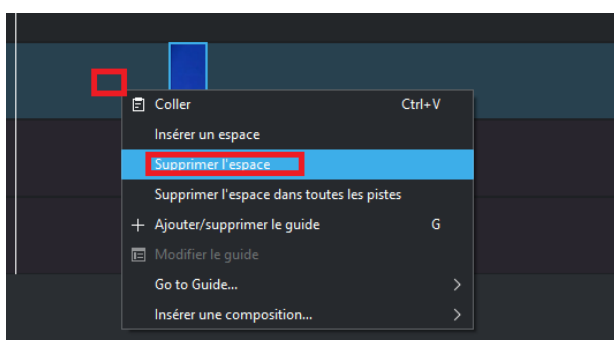 Coller Ctrl+V
Insérer un espace
Supprimer l'espace
Supprimer l'espace dans toutes les pistes
Ajouter/supprimer le guide G
Modifier le guide
Go to Guide...
Insérer une composition...